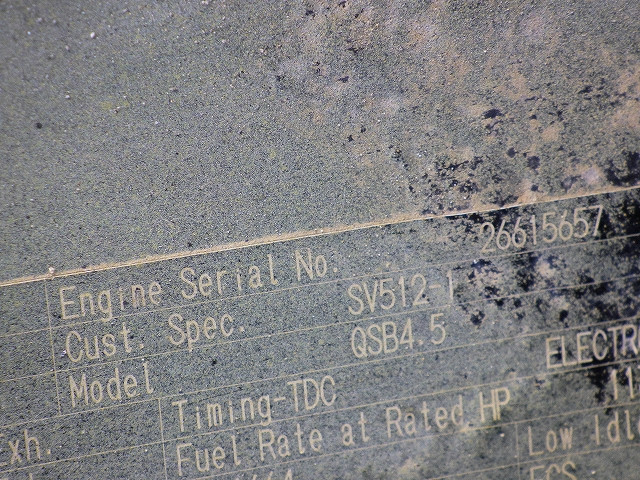 Engine Serial No. 26615657
Cust. Spec. SV512-1
Model QSB4.5
Timing-TDC ELECTR
xh. Fuel Rate at Rated HP
Low Idl
ECS